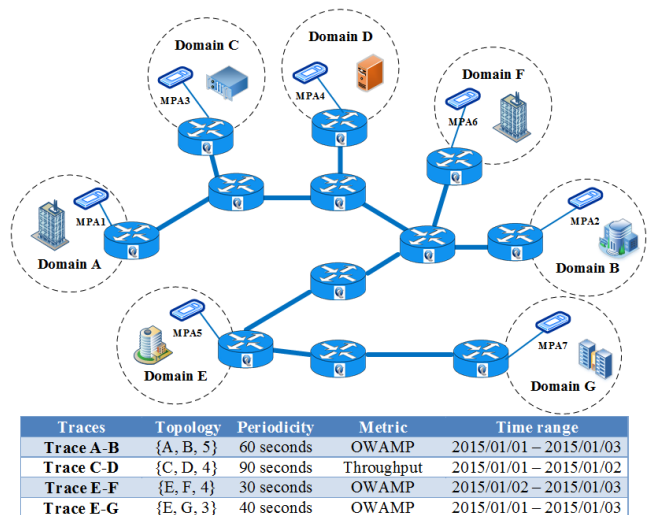 Domain C
Domain D
Domain F
MPA3
MPA4
MPA6
MPA1
MPA2
Domain A
Domain B
MPA5
MPA7
Domain E
Domain G
Traces Topology Periodicity Metric Time range
Trace A-B {A, B, 5} 60 seconds OWAMP 2015/01/01 – 2015/01/03
Trace C-D {C, D, 4} 90 seconds Throughput 2015/01/01 – 2015/01/02
Trace E-F {E, F, 4} 30 seconds OWAMP 2015/01/02 – 2015/01/03
Trace E-G {E, G, 3} 40 seconds OWAMP 2015/01/01 – 2015/01/03